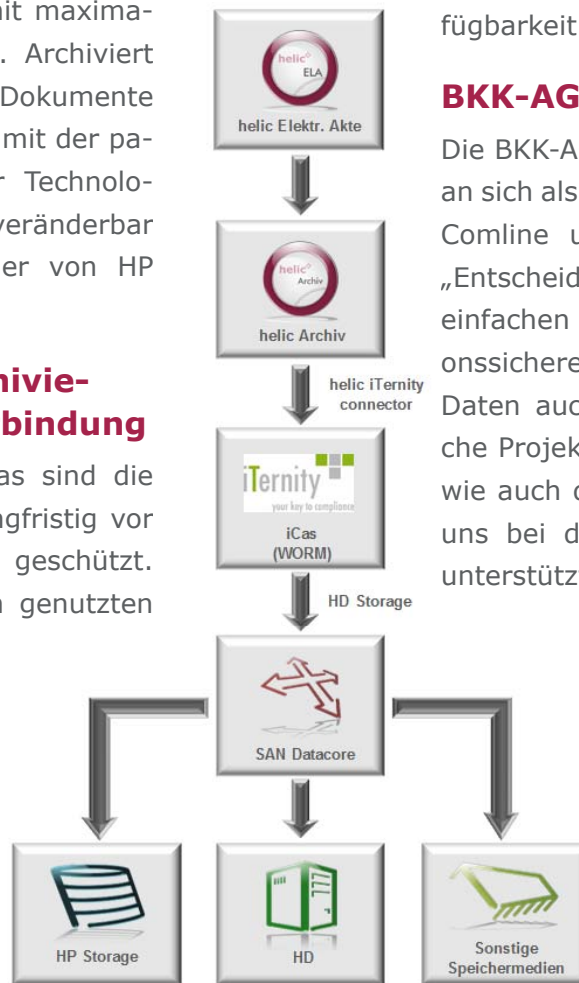 mit maxima-
. Archiviert
Dokumente
mit der pa-
r Technolo-
veränderbar
er von HP
nivie-
bindung
as sind die
ngfristig vor
geschützt.
n genutzten
helic
ELA
helic Elektr. Akte
helic
Archiv
helic Archiv
helic iTernity
connector
iTernity
your key to compliance
iCas
(WORM)
HD Storage
SAN Datacore
HP Storage
HD
Sonstige
Speichermedien
fügbarkeit
BKK-AG
Die BKK-A
an sich als
Comline u
„Entscheid
einfachen
onssichere
Daten auc
che Projek
wie auch d
uns bei d
unterstütz